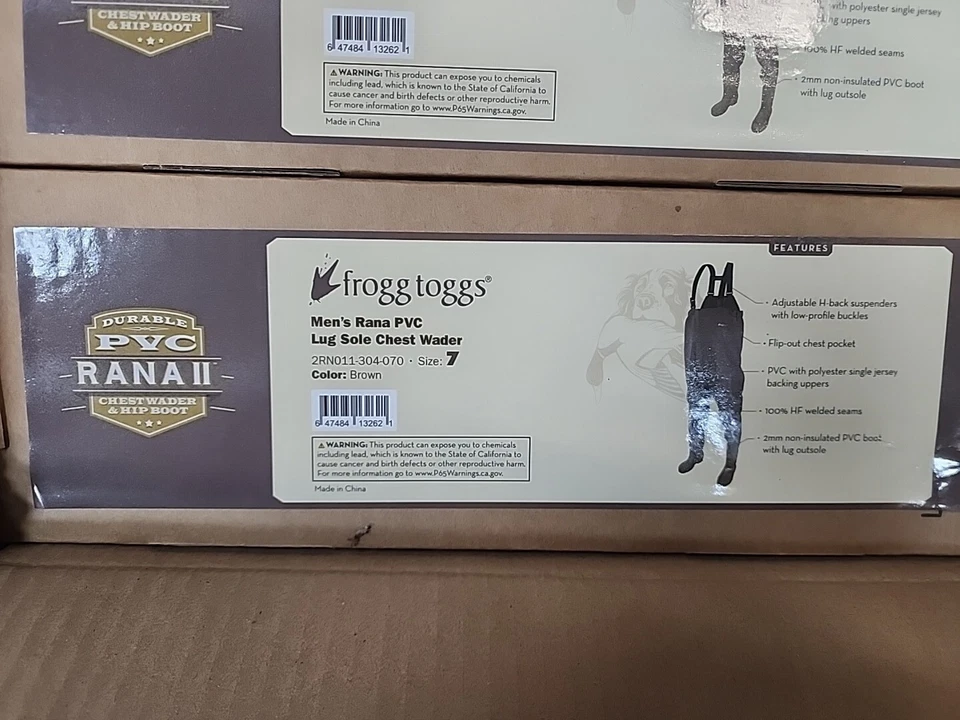 CHESTWADER
& HIP BOOT
6 47484 13262 1
⚠WARNING: This product can expose you to chemicals
including lead, which is known to the State of California to
cause cancer and birth defects or other reproductive harm.
For more information go to www.P65Warnings.ca.gov.
Made in China
with polyester single jersey
uppers
100% HF welded seams
• 2mm non-insulated PVC boot
with lug outsole
DURABLE
PVC
RANA II
CHEST WADER
& HIP BOOT
frogg toggs®
Men's Rana PVC
Lug Sole Chest Wader
2RN011-304-070 · Size: 7
Color: Brown
6 47484 13262 1
⚠WARNING: This product can expose you to chemicals
including lead, which is known to the State of California to
cause cancer and birth defects or other reproductive harm.
For more information go to www.P65Warnings.ca.gov.
Made in China
FEATURES
• Adjustable H-back suspenders
with low-profile buckles
• Flip-out chest pocket
• PVC with polyester single jersey
backing uppers
• 100% HF welded seams
• 2mm non-insulated PVC boot
with lug outsole